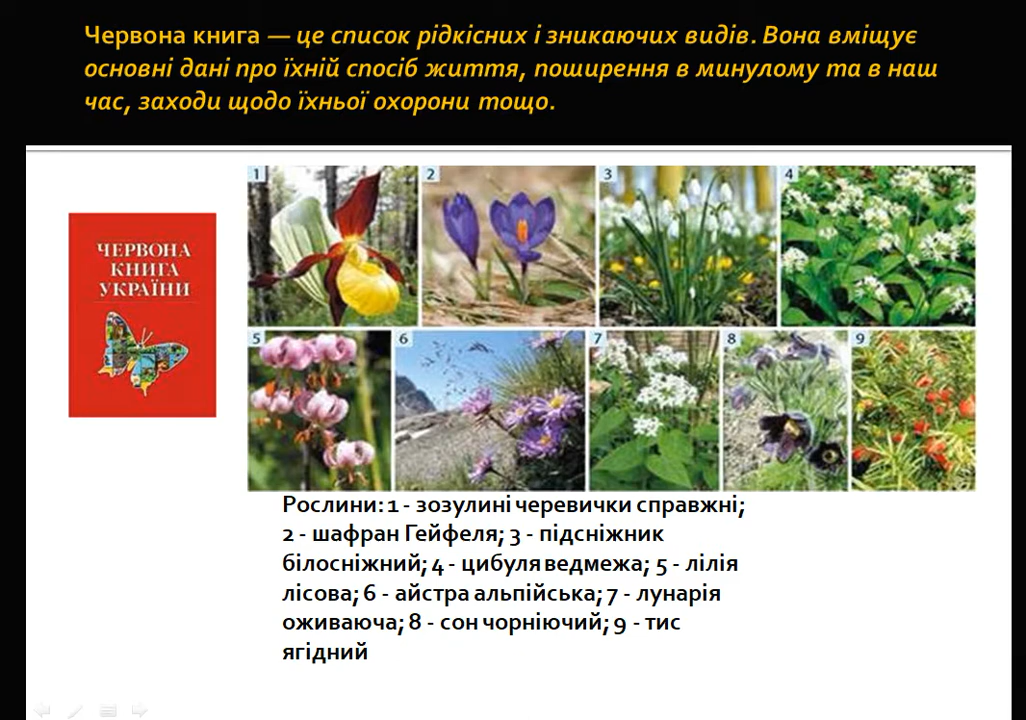 Червона книга — це список рідкісних і зникаючих видів. Вона вміщує
основні дані про їхній спосіб життя, поширення в минулому та в наш
час, заходи щодо їхньої охорони тощо.
ЧЕРВОНА
КНИГА
УКРАЇНИ
1
2
3
4
5
6
7
8
9
Рослини: 1 - зозулині черевички справжні;
2 - шафран Гейфеля; 3 - підсніжник
білосніжний; 4 - цибуля ведмежа; 5 - лілія
лісова; 6 - айстра альпійська; 7 - лунарія
оживаюча; 8 - сон чорніючий; 9 - тис
ягідний